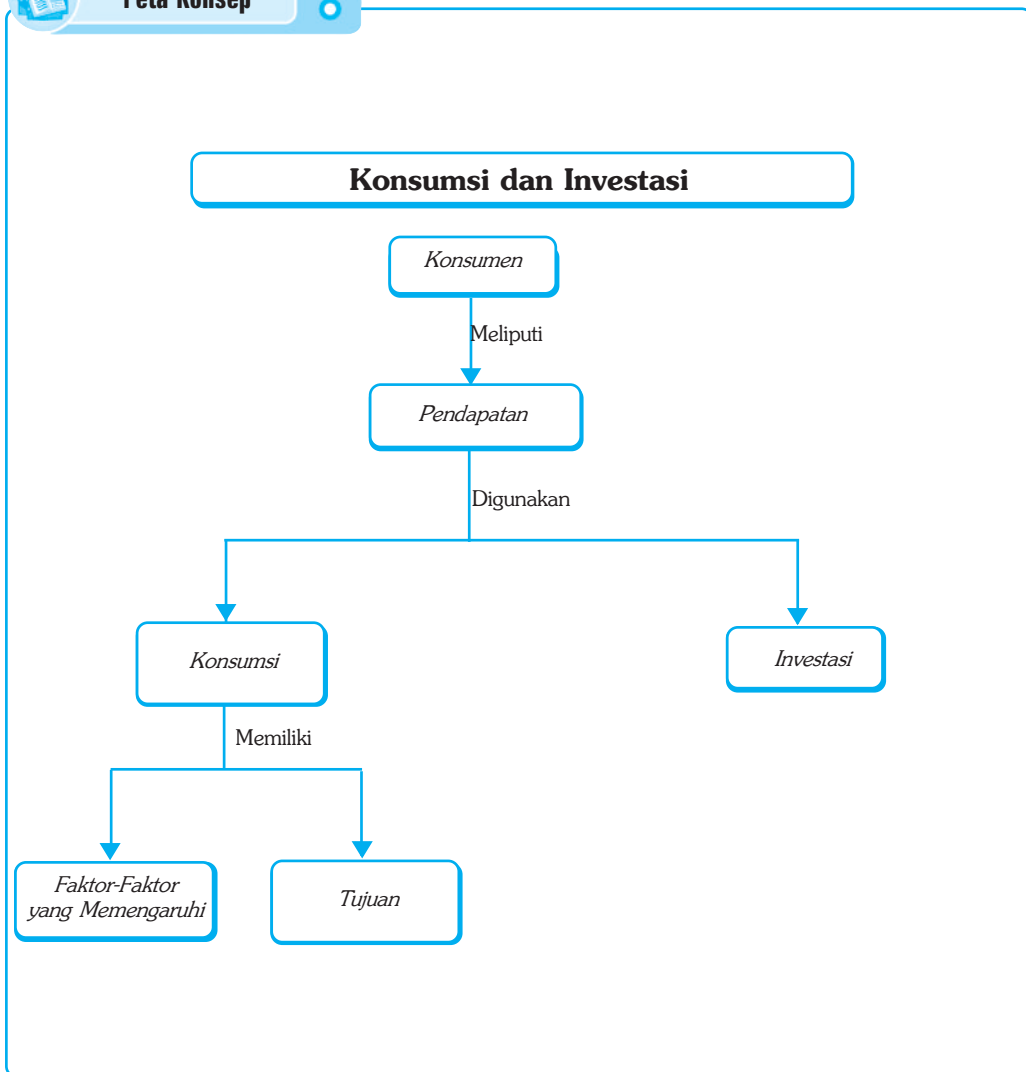 Peta Konsep
Konsumsi dan Investasi
Konsumen
Meliputi
Pendapatan
Digunakan
Konsumsi
Investasi
Memiliki
Faktor-Faktor
yang Memengaruhi
Tujuan